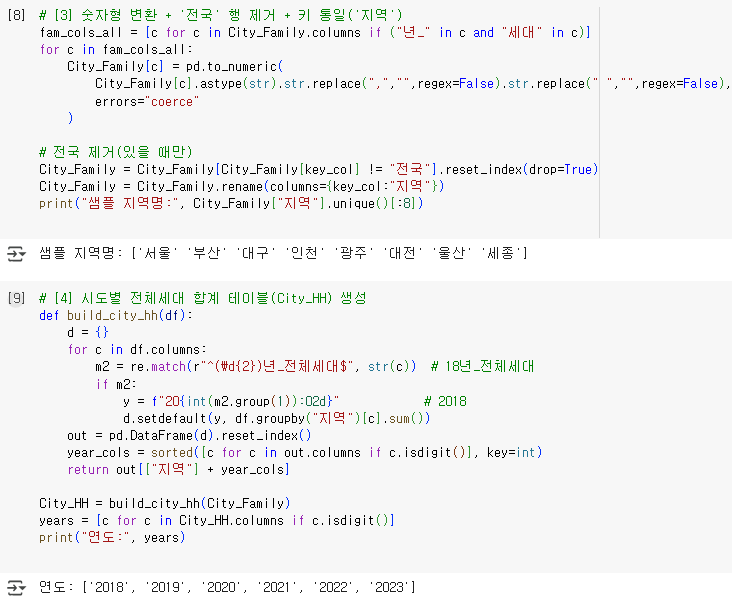 [8] # [3] 숫자형 변환 + '전국' 행 제거 + 키 통일('지역')
fam_cols_all = [c for c in City_Family.columns if ("년_" in c and "세대" in c)]
for c in fam_cols_all:
    City_Family[c] = pd.to_numeric(
        City_Family[c].astype(str).str.replace(",","",regex=False).str.replace(" ","",regex=False),
        errors="coerce"
    )
# 전국 제거(있을 때만)
City_Family = City_Family[City_Family[key_col] != "전국"].reset_index(drop=True)
City_Family = City_Family.rename(columns={key_col:"지역"})
print("샘플 지역명:", City_Family["지역"].unique()[:8])
샘플 지역명: ['서울' '부산' '대구' '인천' '광주' '대전' '울산' '세종']
[9] # [4] 시도별 전체세대 합계 테이블(City_HH) 생성
def build_city_hh(df):
    d = {}
    for c in df.columns:
        m2 = re.match(r"^(₩d{2})년_전체세대$", str(c))  # 18년_전체세대
        if m2:
            y = f"20{int(m2.group(1)):02d}"            # 2018
            d.setdefault(y, df.groupby("지역")[c].sum())
    out = pd.DataFrame(d).reset_index()
    year_cols = sorted([c for c in out.columns if c.isdigit()], key=int)
    return out[["지역"] + year_cols]
City_HH = build_city_hh(City_Family)
years = [c for c in City_HH.columns if c.isdigit()]
print("연도:", years)
연도: ['2018', '2019', '2020', '2021', '2022', '2023']